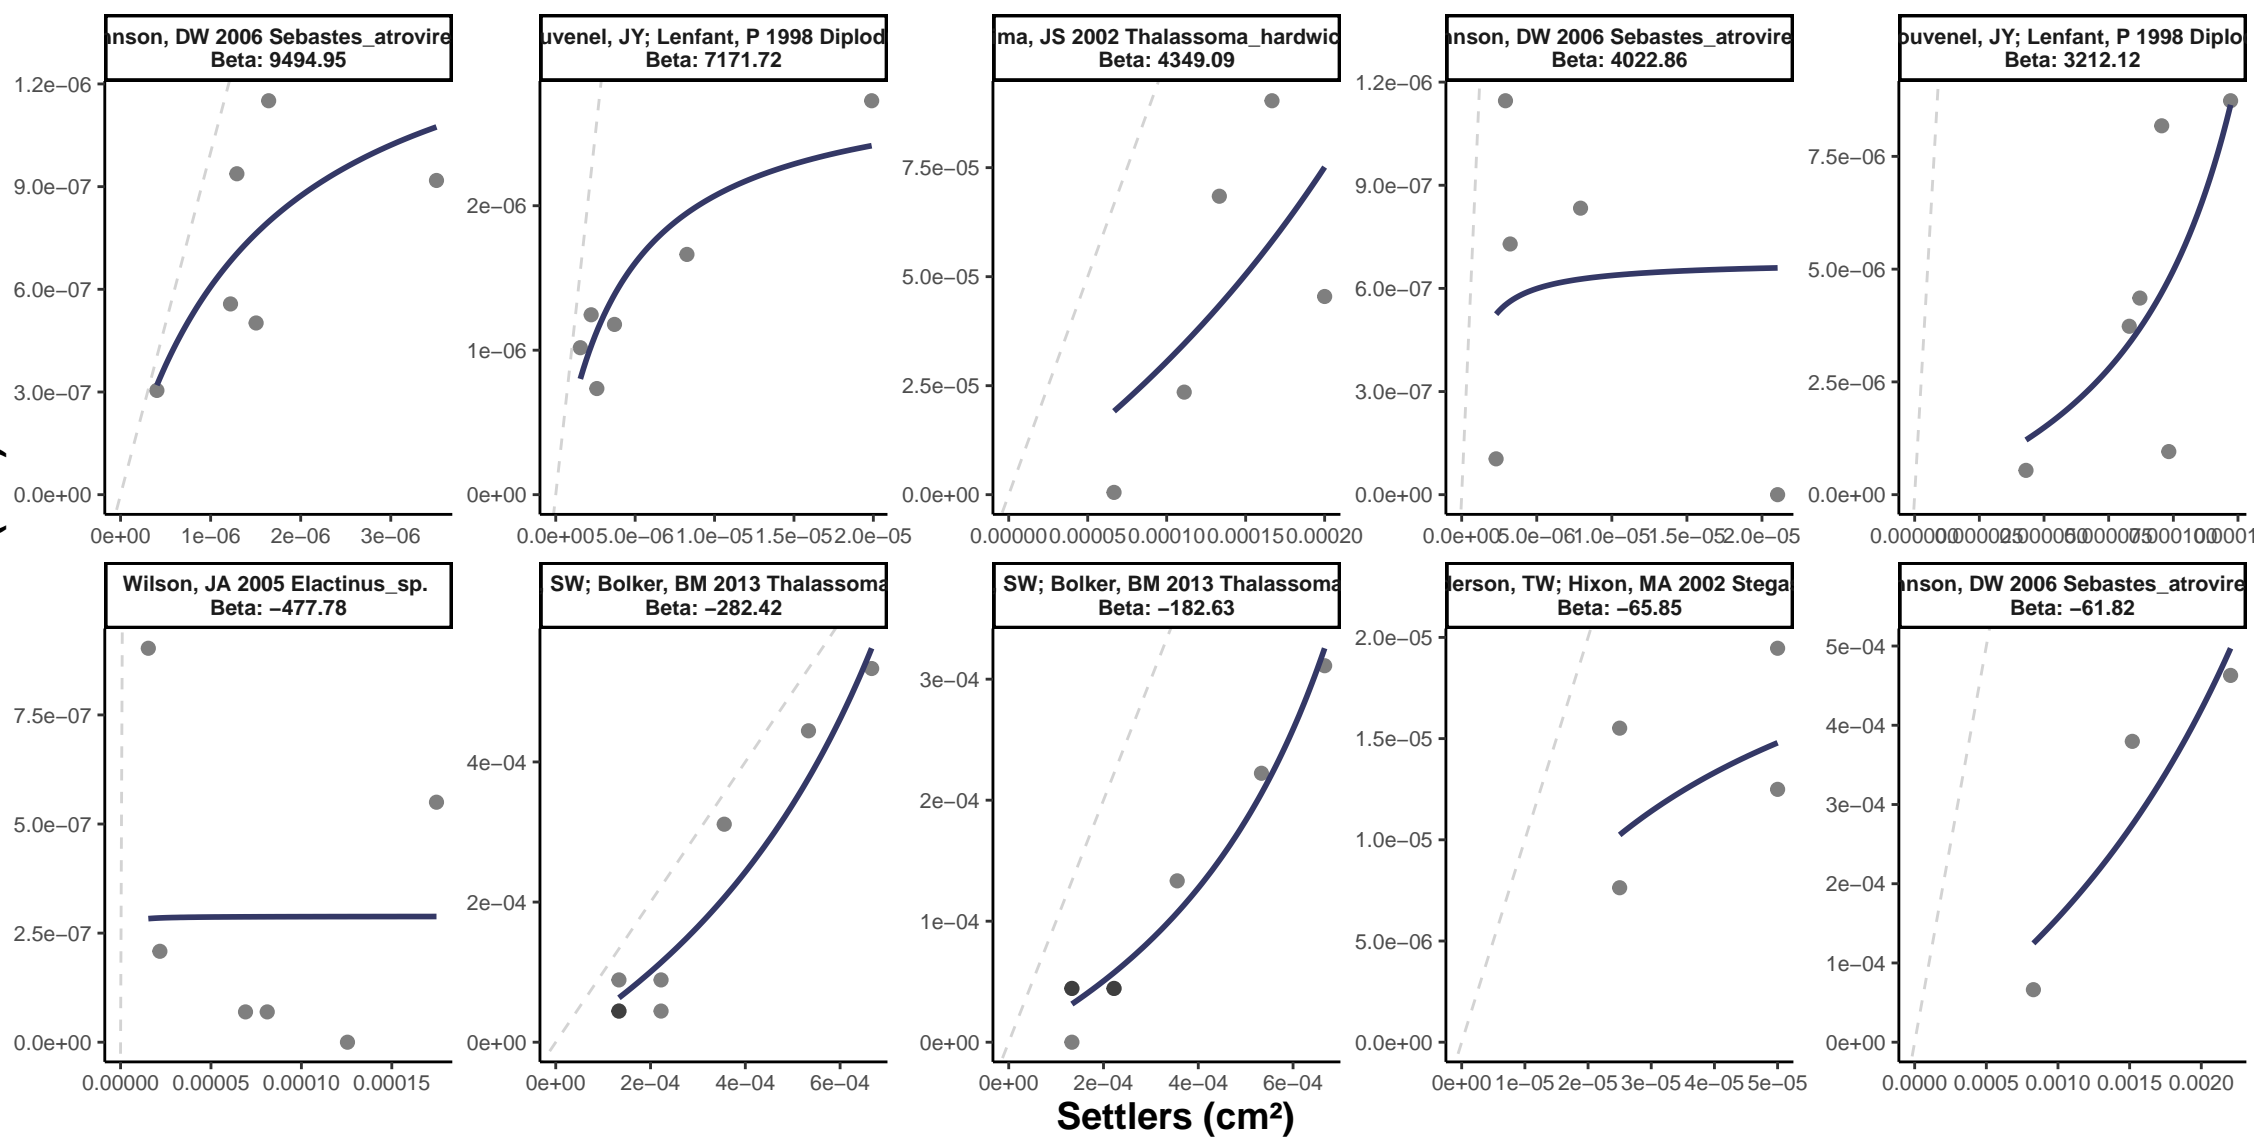 nson, DW 2006 Sebastes_atrovire
Beta: 9494.95
uvenel, JY; Lenfant, P 1998 Diplod
Beta: 7171.72
ma, JS 2002 Thalassoma_hardwic
Beta: 4349.09
nson, DW 2006 Sebastes_atrovire
Beta: 4022.86
ouvenel, JY; Lenfant, P 1998 Diplo
Beta: 3212.12
1.2e−06
9.0e−07
6.0e−07
3.0e−07
0.0e+00
0e+00 1e−06 2e−06 3e−06
2e−06
1e−06
0e+00
0.0e+00 5.0e−06 1.0e−05 1.5e−05 2.0e−05
7.5e−05
5.0e−05
2.5e−05
0.0e+00
0.00000 0.00005 0.00010 0.00015 0.00020
1.2e−06
9.0e−07
6.0e−07
3.0e−07
0.0e+00
0.0e+00 5.0e−06 1.0e−05 1.5e−05 2.0e−05
7.5e−06
5.0e−06
2.5e−06
0.0e+00
Wilson, JA 2005 Elactinus_sp.
Beta: −477.78
SW; Bolker, BM 2013 Thalassoma
Beta: −282.42
SW; Bolker, BM 2013 Thalassoma
Beta: −182.63
lerson, TW; Hixon, MA 2002 Stega
Beta: −65.85
nson, DW 2006 Sebastes_atrovire
Beta: −61.82
7.5e−07
5.0e−07
2.5e−07
0.0e+00
0.00000 0.00005 0.00010 0.00015
4e−04
2e−04
0e+00
0e+00 2e−04 4e−04 6e−04
3e−04
2e−04
1e−04
0e+00
0e+00 2e−04 4e−04 6e−04
2.0e−05
1.5e−05
1.0e−05
5.0e−06
0.0e+00
0e+00 1e−05 2e−05 3e−05 4e−05 5e−05
5e−04
4e−04
3e−04
2e−04
1e−04
0e+00
0.0000 0.0005 0.0010 0.0015 0.0020
Settlers (cm²)